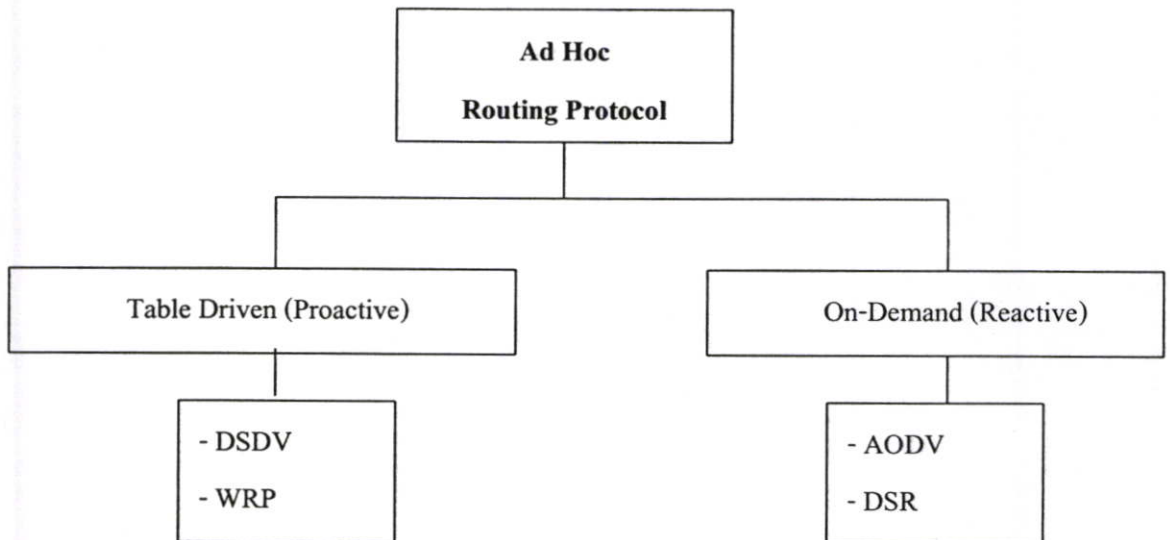 Ad Hoc
Routing Protocol
Table Driven (Proactive)
On-Demand (Reactive)
- DSDV
- WRP
- AODV
- DSR